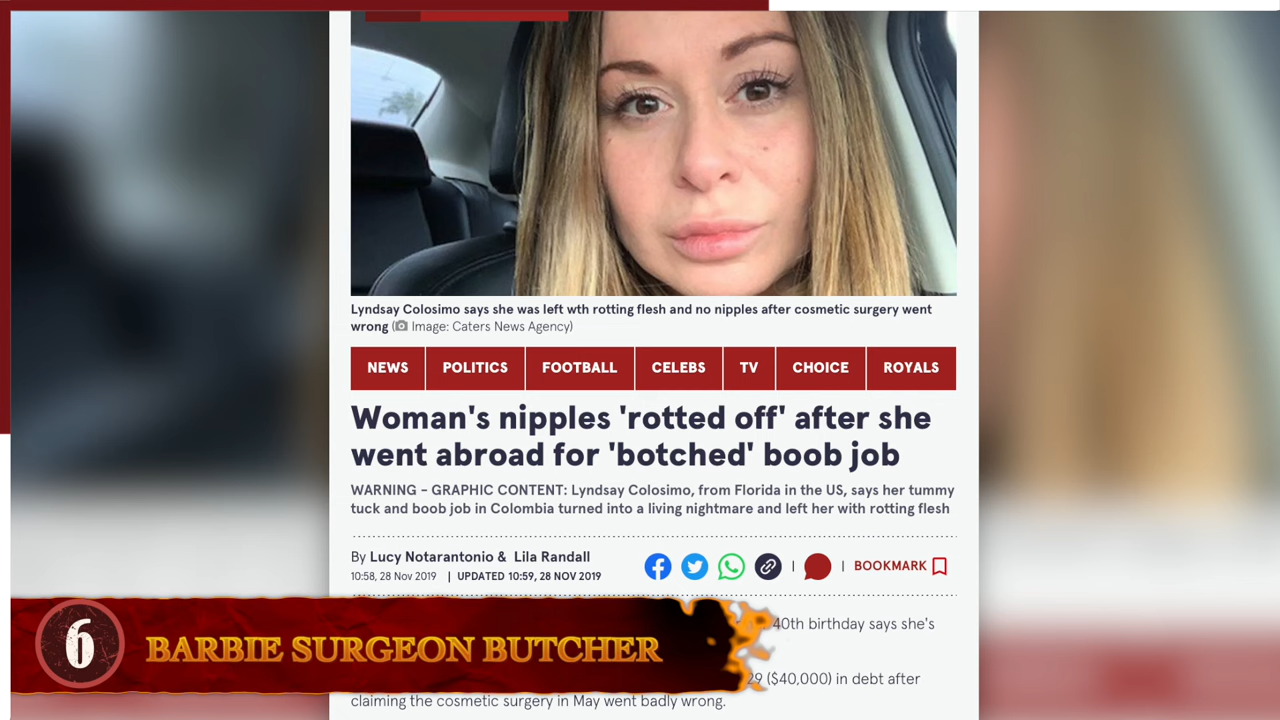 Lyndsay Colosimo says she was left wth rotting flesh and no nipples after cosmetic surgery went
wrong (Image: Caters News Agency)
NEWS POLITICS FOOTBALL CELEBS TV CHOICE ROYALS
Woman's nipples 'rotted off' after she
went abroad for 'botched' boob job
WARNING - GRAPHIC CONTENT: Lyndsay Colosimo, from Florida in the US, says her tummy
tuck and boob job in Colombia turned into a living nightmare and left her with rotting flesh
By Lucy Notarantonio & Lila Randall
10:58, 28 Nov 2019 | UPDATED 10:59, 28 NOV 2019
| | BOOKMARK
40th birthday says she's
6 BARBIE SURGEON BUTCHER
29 ($40,000) in debt after
claiming the cosmetic surgery in May went badly wrong.